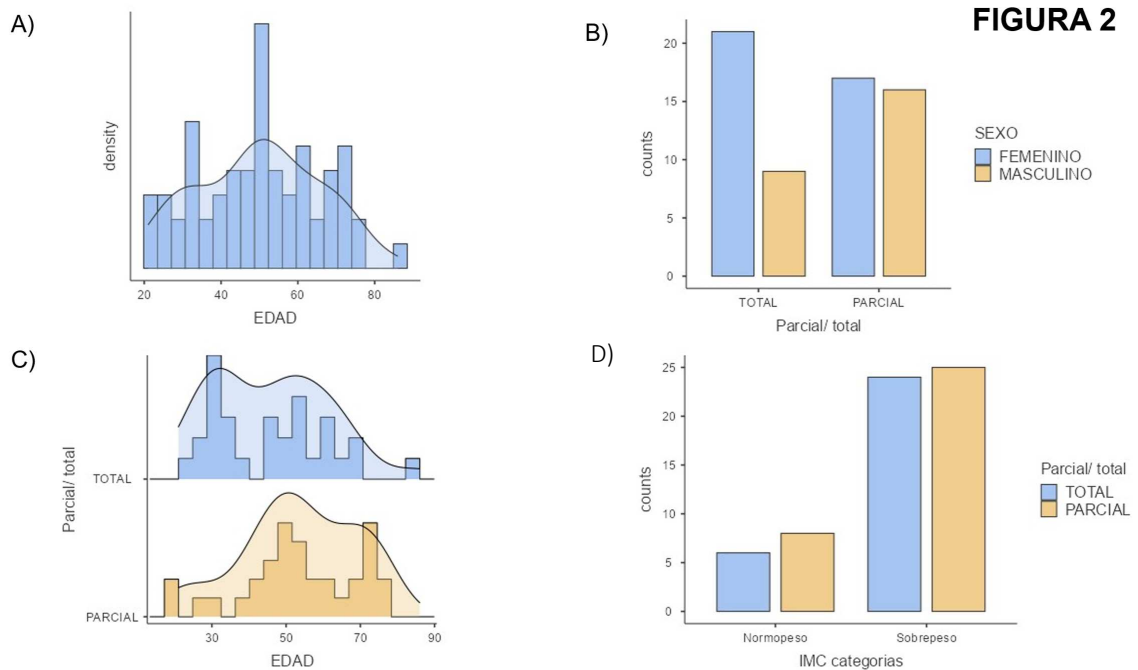 FIGURA 2
A)
density
20 40 60 80
EDAD
B)
counts
20
15
10
5
0
TOTAL PARCIAL
Parcial/ total
SEXO
FEMENINO
MASCULINO
C)
Parcial/ total
TOTAL
PARCIAL
30 50 70 90
EDAD
D)
counts
25
20
15
10
5
0
Normopeso Sobrepeso
IMC categorias
Parcial/ total
TOTAL
PARCIAL